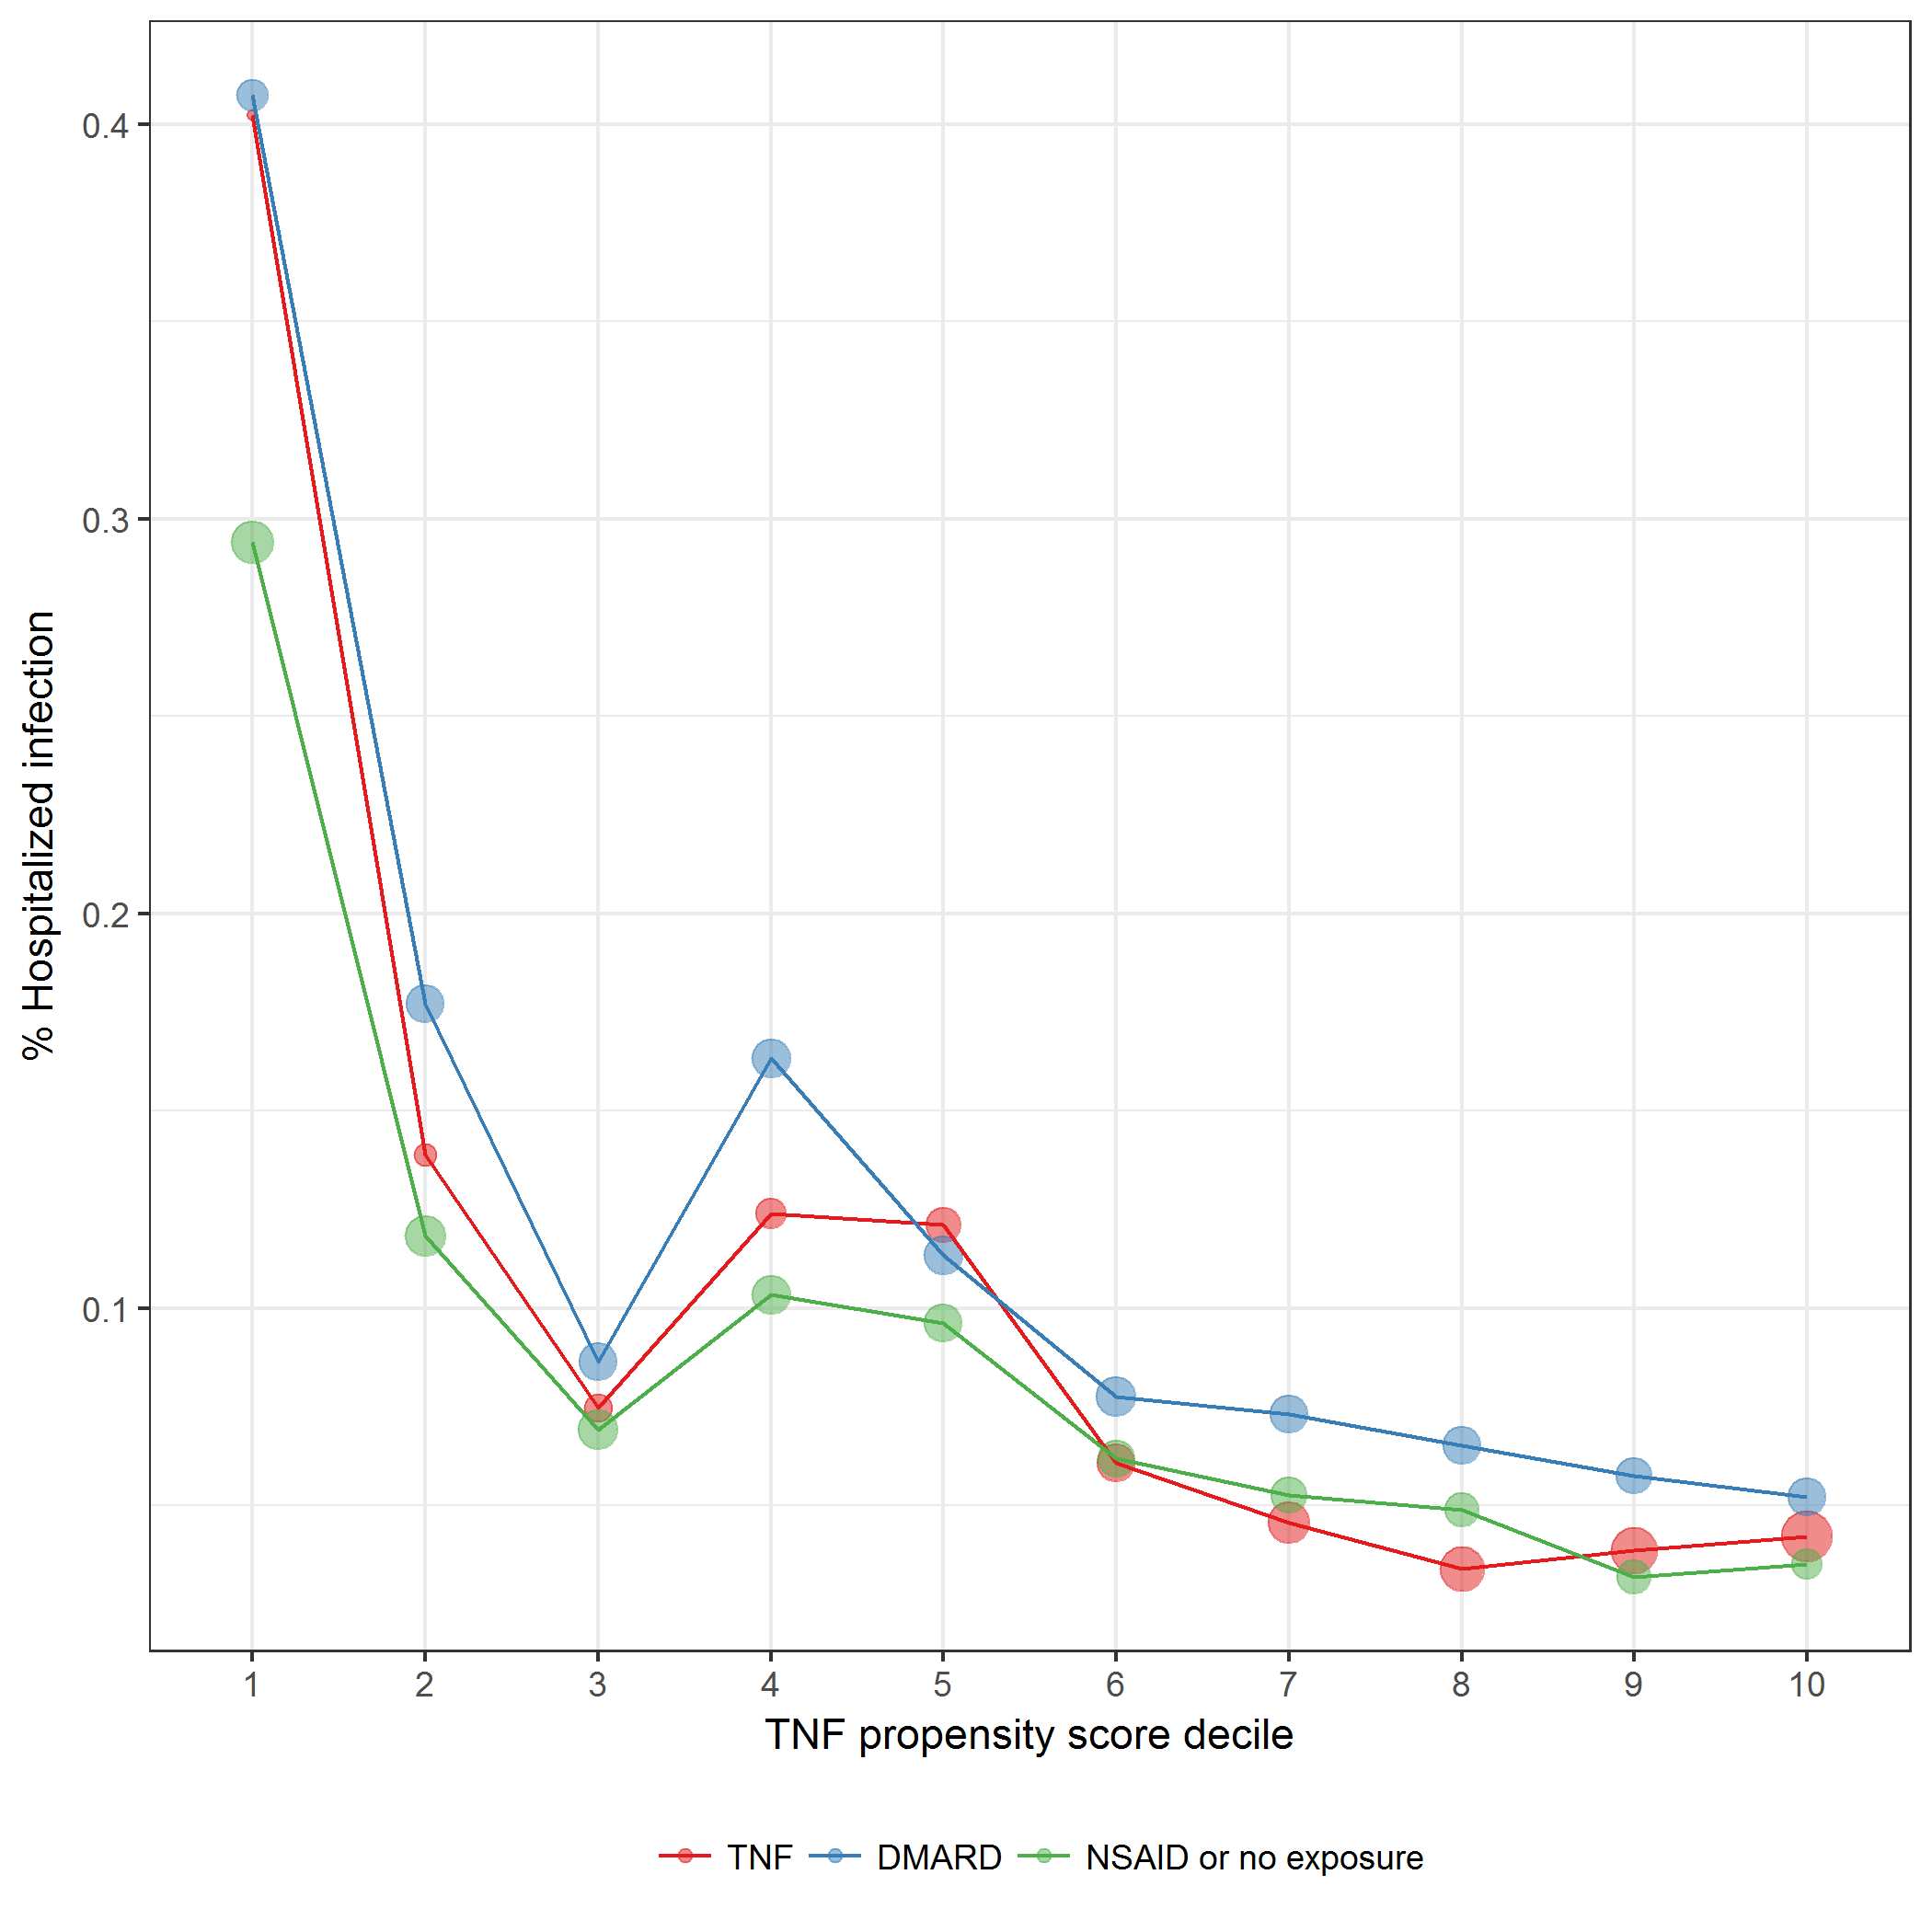 % Hospitalized infection
0.4
0.3
0.2
0.1
1 2 3 4 5 6 7 8 9 10
TNF propensity score decile
TNF DMARD NSAID or no exposure